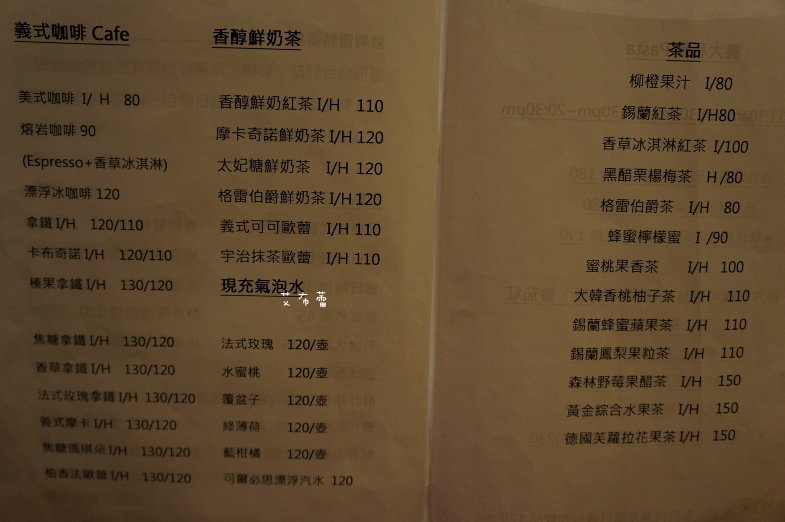 義式咖啡 Cafe
美式咖啡 I/ H 80
熔岩咖啡 90
(Espresso+香草冰淇淋)
漂浮冰咖啡 120
拿鐵 I/H 120/110
卡布奇諾 I/H 120/110
榛果拿鐵 I/H 130/120
焦糖拿鐵 I/H 130/120
香草拿鐵 I/H 130/120
法式玫瑰拿鐵 I/H 130/120
義式摩卡 I/H 130/120
焦糖瑪琪朵 I/H 130/120
柚香法歐蕾 I/H 130/120
香醇鮮奶茶
香醇鮮奶紅茶 I/H 110
摩卡奇諾鮮奶茶 I/H 120
太妃糖鮮奶茶 I/H 120
格雷伯爵鮮奶茶 I/H 120
義式可可歐蕾 I/H 110
宇治抹茶歐蕾 I/H 110
現充氣泡水
艾布蕾
法式玫瑰 120/壺
水蜜桃 120/壺
覆盆子 120/壺
綠薄荷 120/壺
藍柑橘 120/壺
可爾必思漂浮汽水 120
茶品
柳橙果汁 I/80
錫蘭紅茶 I/H80
香草冰淇淋紅茶 I/100
黑醋栗楊梅茶 H /80
格雷伯爵茶 I/H 80
蜂蜜檸檬蜜 I /90
蜜桃果香茶 I/H 100
大韓香桃柚子茶 I/H 110
錫蘭蜂蜜蘋果茶 I/H 110
錫蘭鳳梨果粒茶 I/H 110
森林野莓果醋茶 I/H 150
黃金綜合水果茶 I/H 150
德國芙蘿拉花果茶 I/H 150